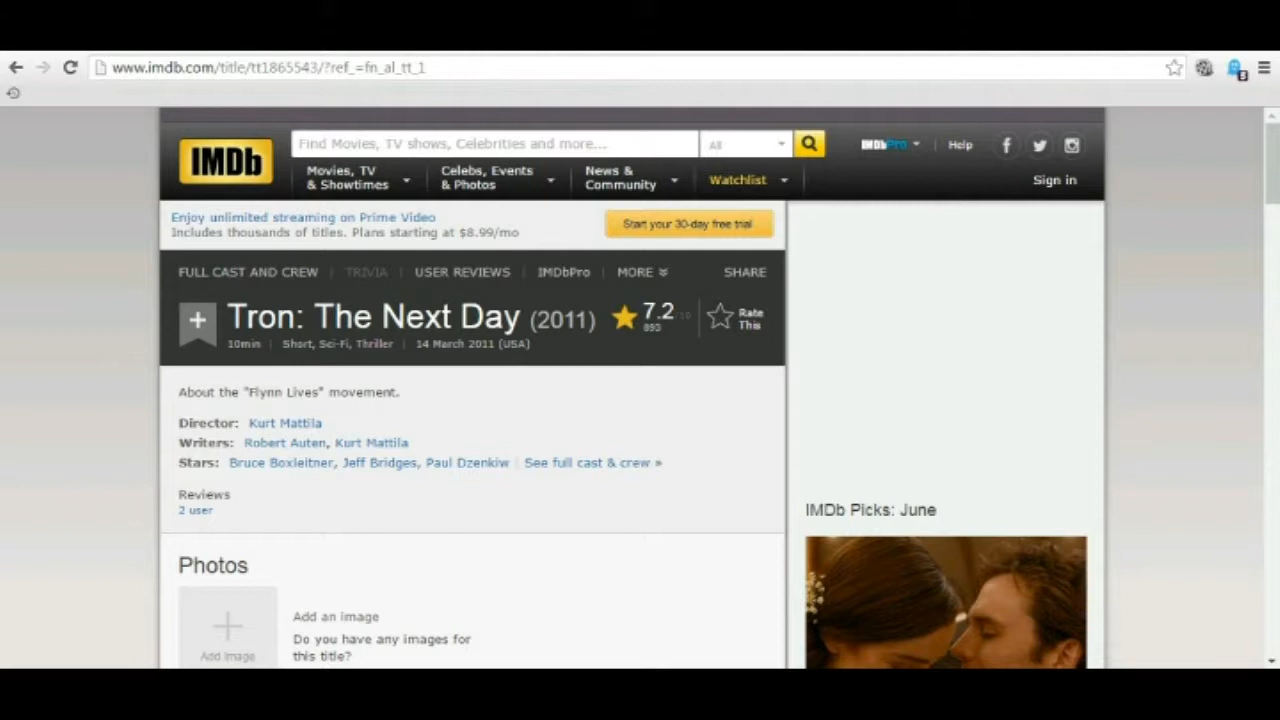 www.imdb.com/title/tt1865543/?ref_=fn_al_tt_1
IMDb
Find Movies, TV shows, Celebrities and more...
All
IMDbPro
Help
Movies, TV
& Showtimes
Celebs, Events
& Photos
News &
Community
Watchlist
Sign in
Enjoy unlimited streaming on Prime Video
Includes thousands of titles. Plans starting at $8.99/mo
Start your 30-day free trial
FULL CAST AND CREW | TRIVIA | USER REVIEWS | IMDbPro | MORE SHARE
+ Tron: The Next Day (2011)
7.2 /10
893
Rate
This
10min | Short, Sci-Fi, Thriller | 14 March 2011 (USA)
About the "Flynn Lives" movement.
Director: Kurt Mattila
Writers: Robert Auten, Kurt Mattila
Stars: Bruce Boxleitner, Jeff Bridges, Paul Dzenkiw | See full cast & crew »
Reviews
2 user
IMDb Picks: June
Photos
Add Image
Add an image
Do you have any images for
this title?